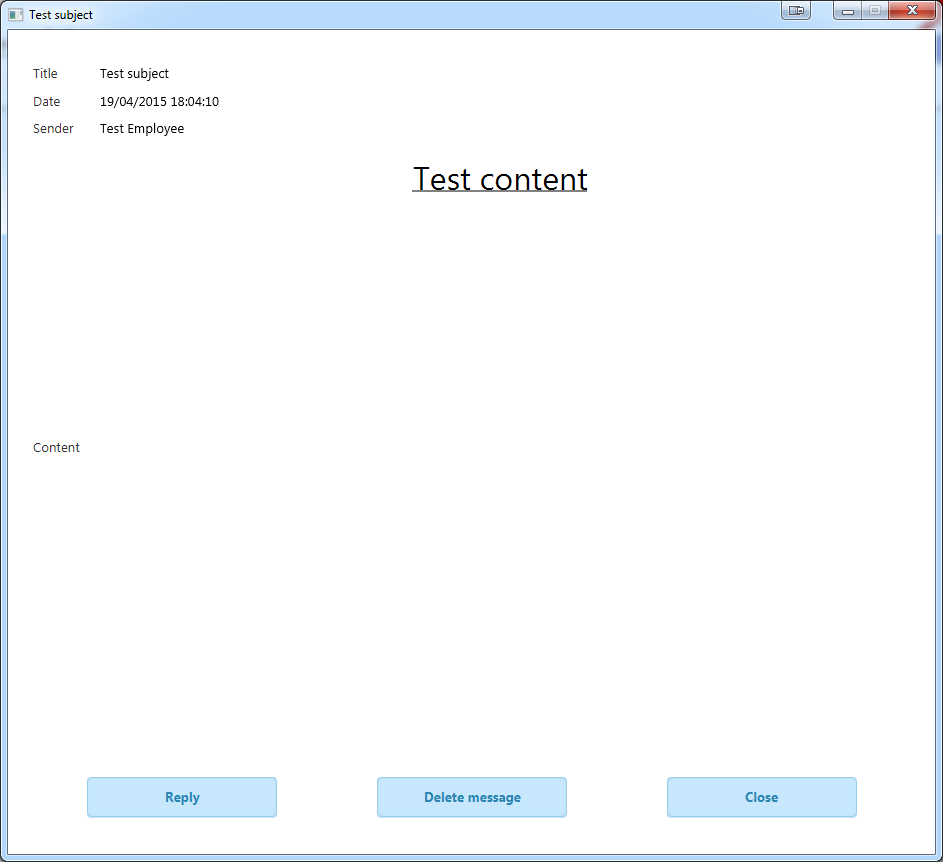 Test subject
Title Test subject
Date 19/04/2015 18:04:10
Sender Test Employee
Test content
Content
Reply Delete message Close